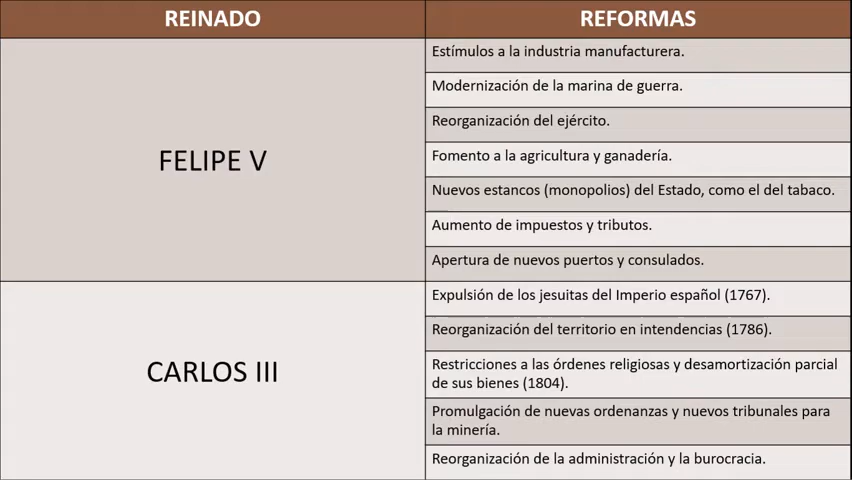 REINADO
REFORMAS
FELIPE V
Estímulos a la industria manufacturera.
Modernización de la marina de guerra.
Reorganización del ejército.
Fomento a la agricultura y ganadería.
Nuevos estancos (monopolios) del Estado, como el del tabaco.
Aumento de impuestos y tributos.
Apertura de nuevos puertos y consulados.
CARLOS III
Expulsión de los jesuitas del Imperio español (1767).
Reorganización del territorio en intendencias (1786).
Restricciones a las órdenes religiosas y desamortización parcial
de sus bienes (1804).
Promulgación de nuevas ordenanzas y nuevos tribunales para
la minería.
Reorganización de la administración y la burocracia.